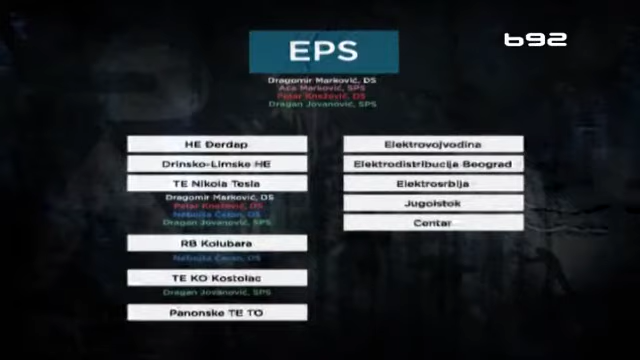 b92
EPS
Dragomir Marković, DS
Aca Marković, SPS
Petar Knežević, DS
Dragan Jovanović, SPS
HE Đerdap
Drinsko-Limske HE
TE Nikola Tesla
Dragomir Marković, DS
Petar Knežević, DS
Nebojša Ćeran, DS
Dragan Jovanović, SPS
RB Kolubara
Nebojša Ćeran, DS
TE KO Kostolac
Dragan Jovanović, SPS
Panonske TE TO
Elektrovojvodina
Elektrodistribucija Beograd
Elektrosrbija
Jugoistok
Centar